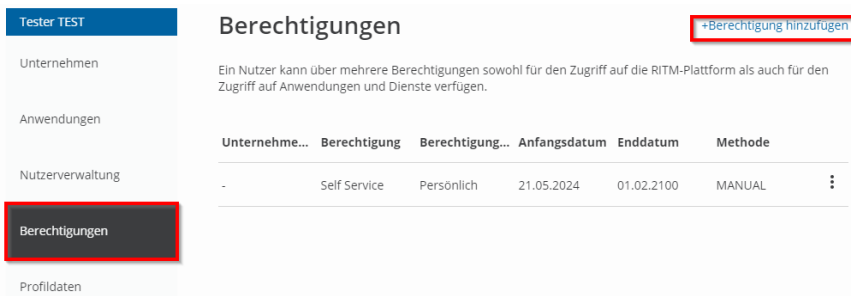 Tester TEST
Unternehmen
Anwendungen
Nutzerverwaltung
Berechtigungen
Profildaten
Berechtigungen
+Berechtigung hinzufügen
Ein Nutzer kann über mehrere Berechtigungen sowohl für den Zugriff auf die RITM-Plattform als auch für den
Zugriff auf Anwendungen und Dienste verfügen.
Unternehme... Berechtigung Berechtigung... Anfangsdatum Enddatum Methode
- Self Service Persönlich 21.05.2024 01.02.2100 MANUAL